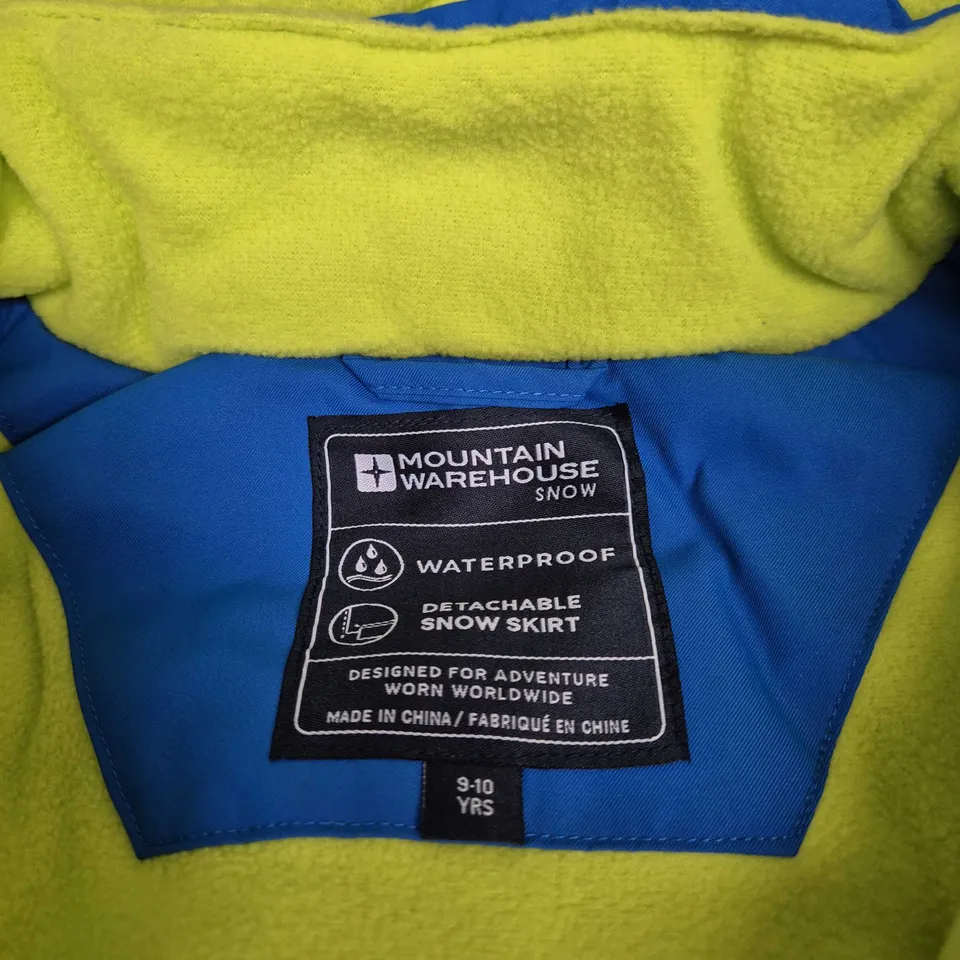 MOUNTAIN
WAREHOUSE
SNOW
WATERPROOF
DETACHABLE
SNOW SKIRT
DESIGNED FOR ADVENTURE
WORN WORLDWIDE
MADE IN CHINA / FABRIQUÉ EN CHINE
9-10
YRS